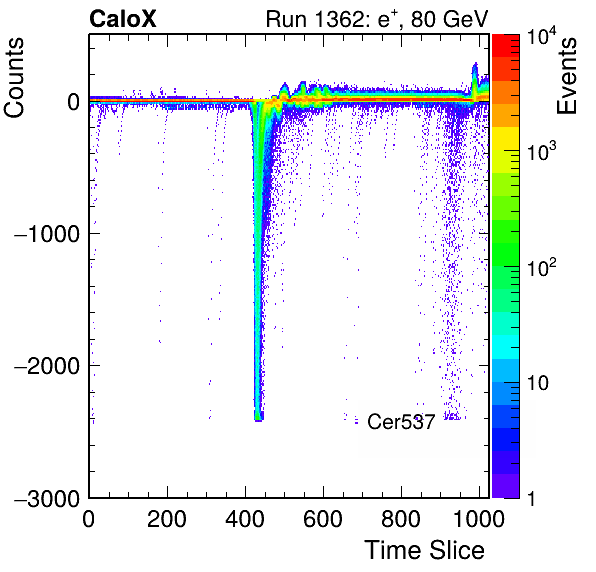 CaloX Run 1362: e⁺, 80 GeV
Counts
Events
0
−1000
−2000
−3000
0 200 400 600 800 1000
Time Slice
Cer537
10⁴
10³
10²
10
1